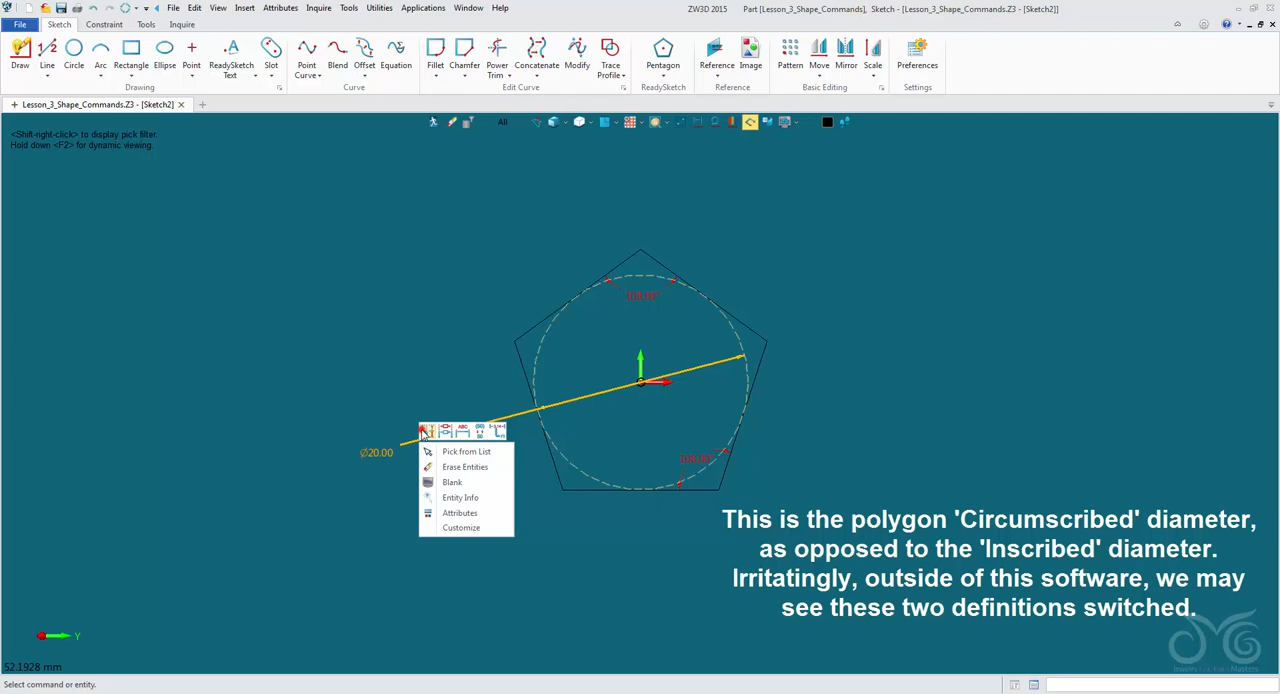 File Edit View Insert Attributes Inquire Tools Utilities Applications Window Help
ZW3D 2015 Part [Lesson_3_Shape_Commands], Sketch - [Lesson_3_Shape_Commands.Z3 - [Sketch2]]
File Sketch Constraint Tools Inquire
Draw Line Circle Arc Rectangle Ellipse Point ReadySketch Text Slot
Point Curve Blend Offset Equation
Fillet Chamfer Power Trim Concatenate Modify Trace Profile
Pentagon
Reference Image
Pattern Move Mirror Scale
Preferences
Drawing Curve Edit Curve ReadySketch Reference Basic Editing Settings
Lesson_3_Shape_Commands.Z3 - [Sketch2]
<Shift-right-click> to display pick filter.
Hold down <F2> for dynamic viewing.
All
Ø20.00
Pick from List
Erase Entities
Blank
Entity Info
Attributes
Customize
This is the polygon 'Circumscribed' diameter,
as opposed to the 'Inscribed' diameter.
Irritatingly, outside of this software, we may
see these two definitions switched.
Y
52.1928 mm
Select command or entity.